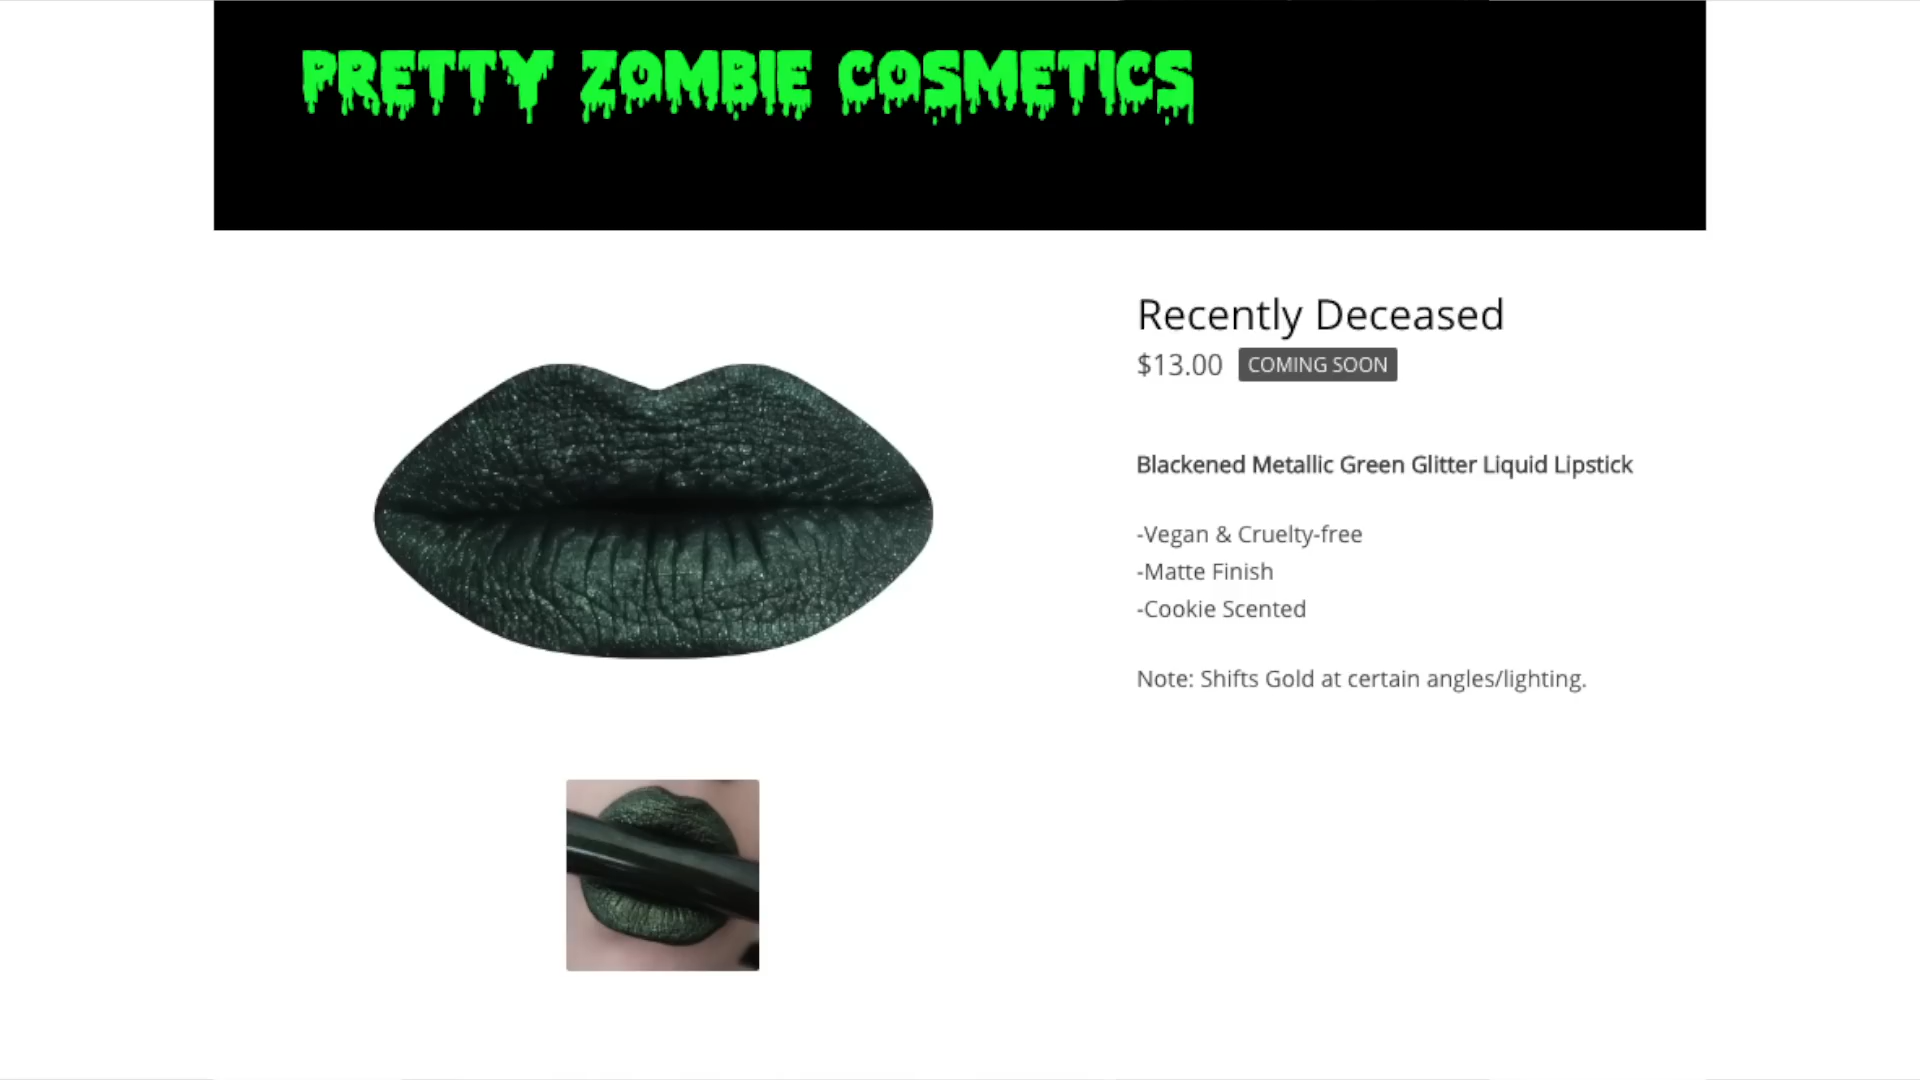 PRETTY ZOMBIE COSMETICS
Recently Deceased
$13.00 COMING SOON
Blackened Metallic Green Glitter Liquid Lipstick
-Vegan & Cruelty-free
-Matte Finish
-Cookie Scented
Note: Shifts Gold at certain angles/lighting.